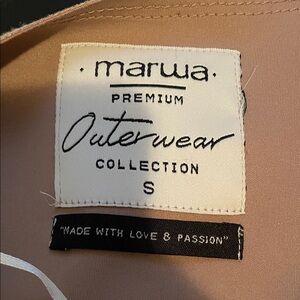 · marwa ·
PREMIUM
Outerwear
COLLECTION
S
"MADE WITH LOVE & PASSION"